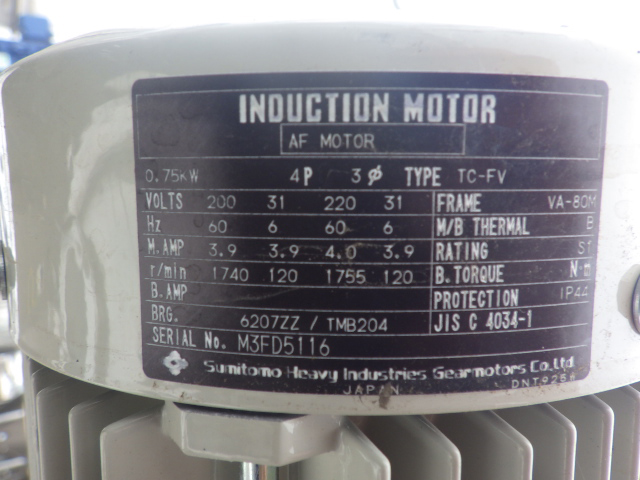 INDUCTION MOTOR
AF MOTOR
0.75KW 4P 3⌀ TYPE TC-FV
VOLTS 200 31 220 31 FRAME VA-80M
Hz 60 6 60 6 M/B THERMAL B
M.AMP 3.9 3.9 4.0 3.9 RATING S1
r/min 1740 120 1755 120 B.TORQUE N·m
B.AMP PROTECTION IP44
BRG. 6207ZZ / TMB204 JIS C 4034-1
SERIAL No. M3FD5116
Sumitomo Heavy Industries Gearmotors Co.Ltd
JAPAN